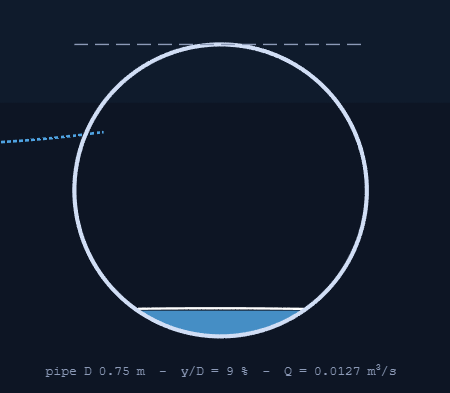 pipe D 0.75 m – y/D = 9 % – Q = 0.0127 m³/s